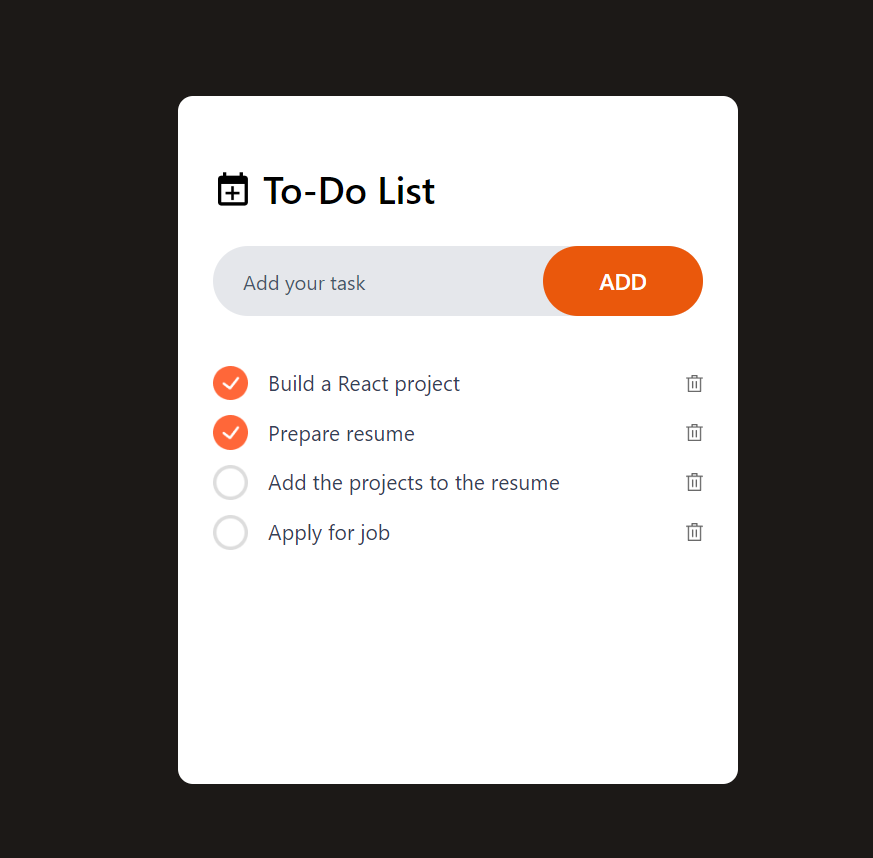 To-Do List
Add your task
ADD
Build a React project
Prepare resume
Add the projects to the resume
Apply for job